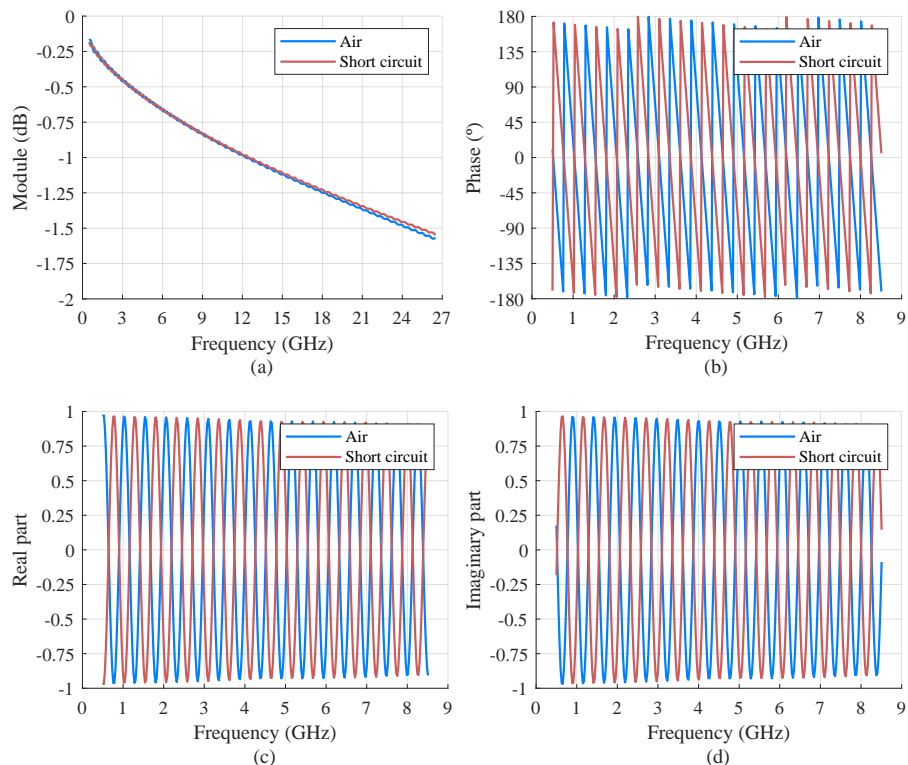 0
-0.25
-0.5
-0.75
-1
-1.25
-1.5
-1.75
-2
Module (dB)
Air
Short circuit
0 3 6 9 12 15 18 21 24 27
Frequency (GHz)
(a)
180
135
90
45
0
-45
-90
-135
-180
Phase (º)
Air
Short circuit
0 1 2 3 4 5 6 7 8 9
Frequency (GHz)
(b)
1
0.75
0.5
0.25
0
-0.25
-0.5
-0.75
-1
Real part
Air
Short circuit
0 1 2 3 4 5 6 7 8 9
Frequency (GHz)
(c)
1
0.75
0.5
0.25
0
-0.25
-0.5
-0.75
-1
Imaginary part
Air
Short circuit
0 1 2 3 4 5 6 7 8 9
Frequency (GHz)
(d)